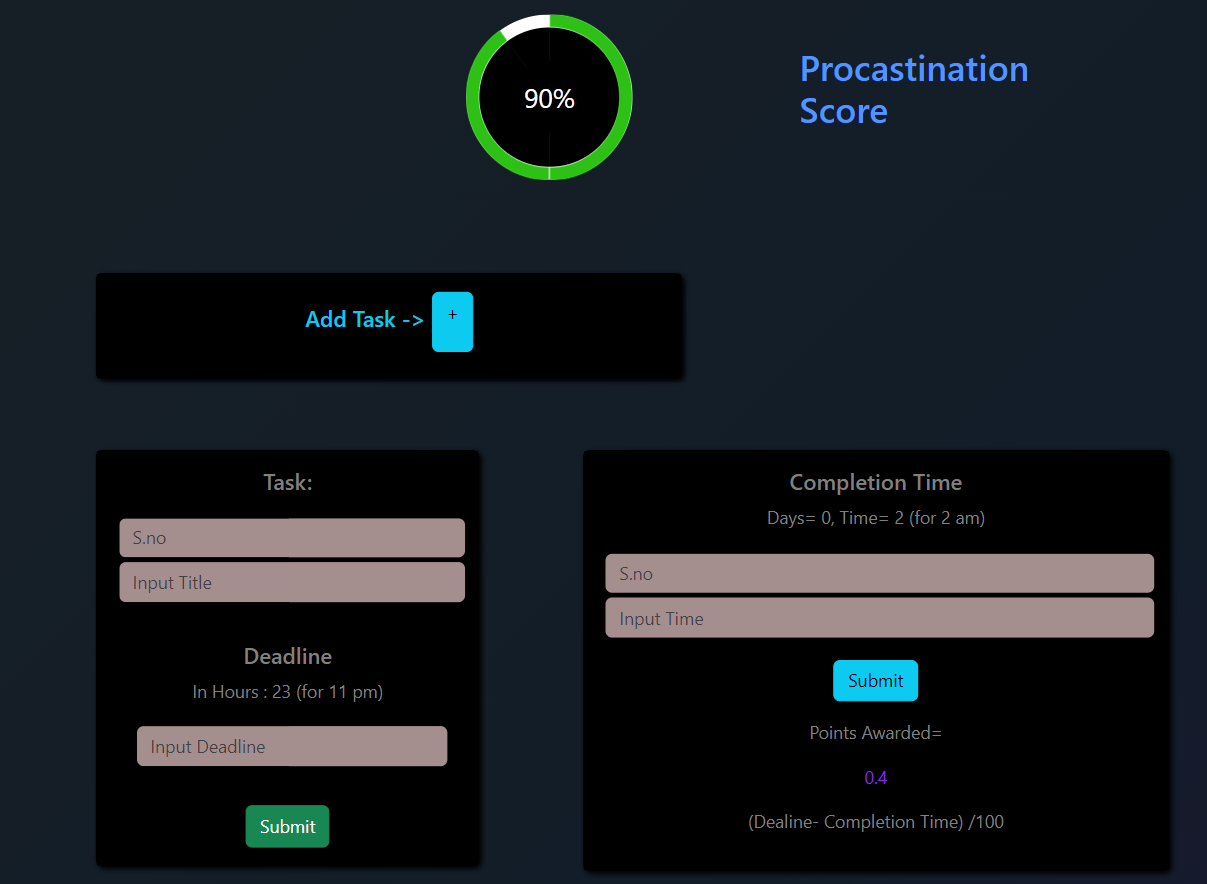 90%
Procastination
Score
Add Task -> +
Task:
S.no
Input Title
Deadline
In Hours : 23 (for 11 pm)
Input Deadline
Submit
Completion Time
Days= 0, Time= 2 (for 2 am)
S.no
Input Time
Submit
Points Awarded=
0.4
(Dealine- Completion Time) /100